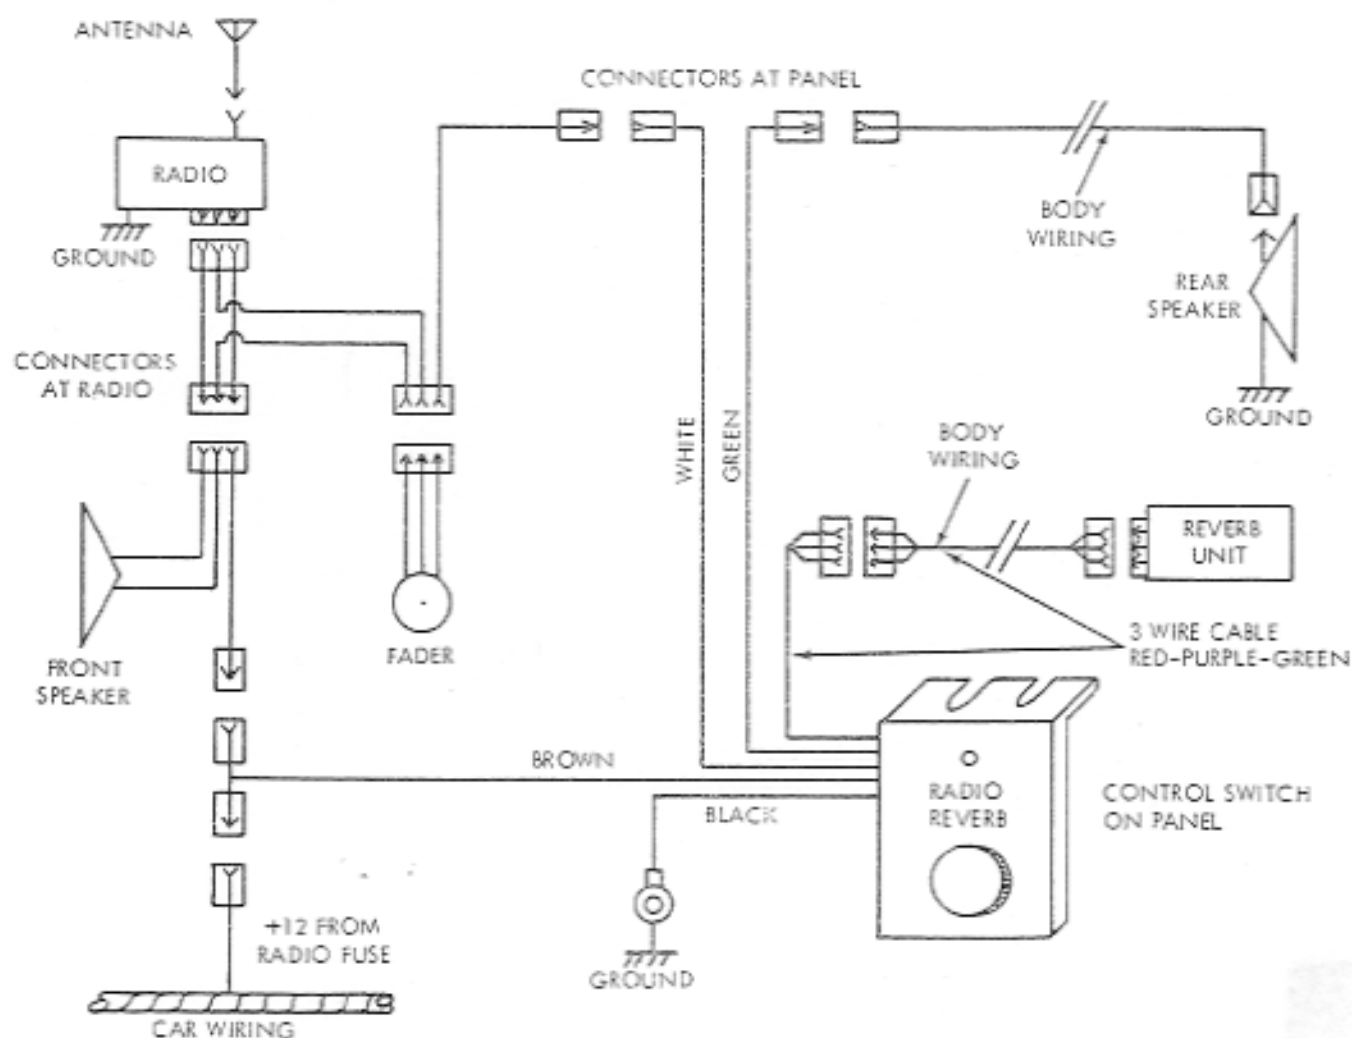 ANTENNA
CONNECTORS AT PANEL
RADIO
GROUND
BODY
WIRING
REAR
SPEAKER
GROUND
CONNECTORS
AT RADIO
WHITE
GREEN
BODY
WIRING
REVERB
UNIT
FRONT
SPEAKER
FADER
3 WIRE CABLE
RED-PURPLE-GREEN
BROWN
BLACK
RADIO
REVERB
CONTROL SWITCH
ON PANEL
+12 FROM
RADIO FUSE
GROUND
CAR WIRING